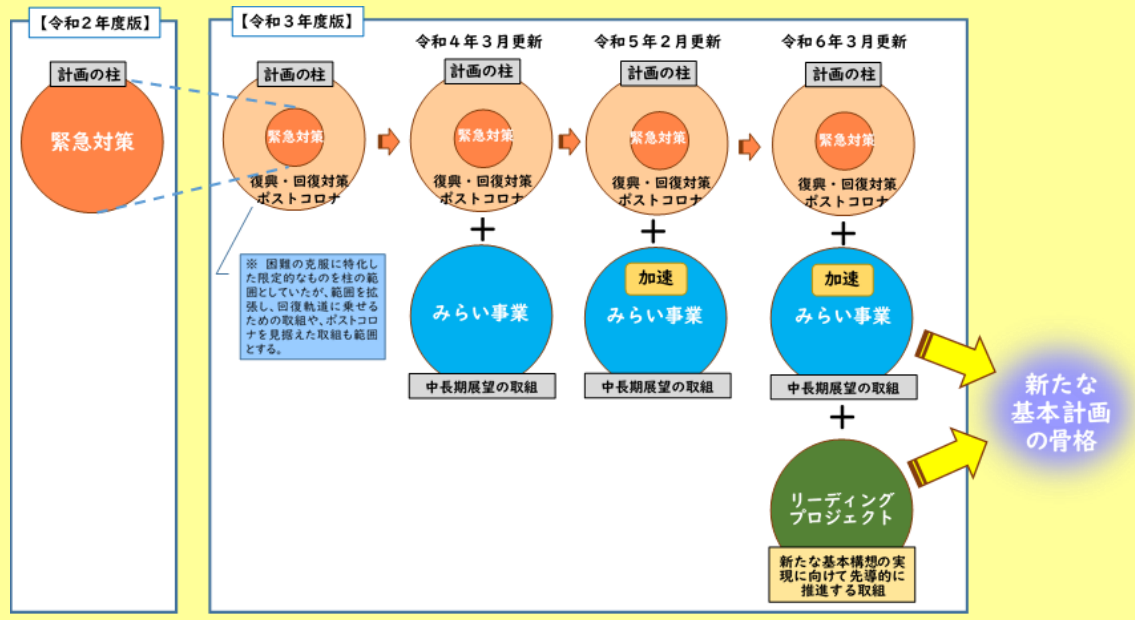 【令和2年度版】
計画の柱
緊急対策
【令和3年度版】
計画の柱
緊急対策
復興・回復対策
ポストコロナ
※ 困難の克服に特化し
た限定的なものを柱の範
囲としていたが、範囲を拡
張し、回復軌道に乗せる
ための取組や、ポストコロ
ナを見据えた取組も範囲
とする。
令和4年3月更新
計画の柱
緊急対策
復興・回復対策
ポストコロナ
+
みらい事業
中長期展望の取組
令和5年2月更新
計画の柱
緊急対策
復興・回復対策
ポストコロナ
+
加速
みらい事業
中長期展望の取組
令和6年3月更新
計画の柱
緊急対策
復興・回復対策
ポストコロナ
+
加速
みらい事業
中長期展望の取組
+
リーディング
プロジェクト
新たな基本構想の実
現に向けて先導的に
推進する取組
新たな
基本計画
の骨格